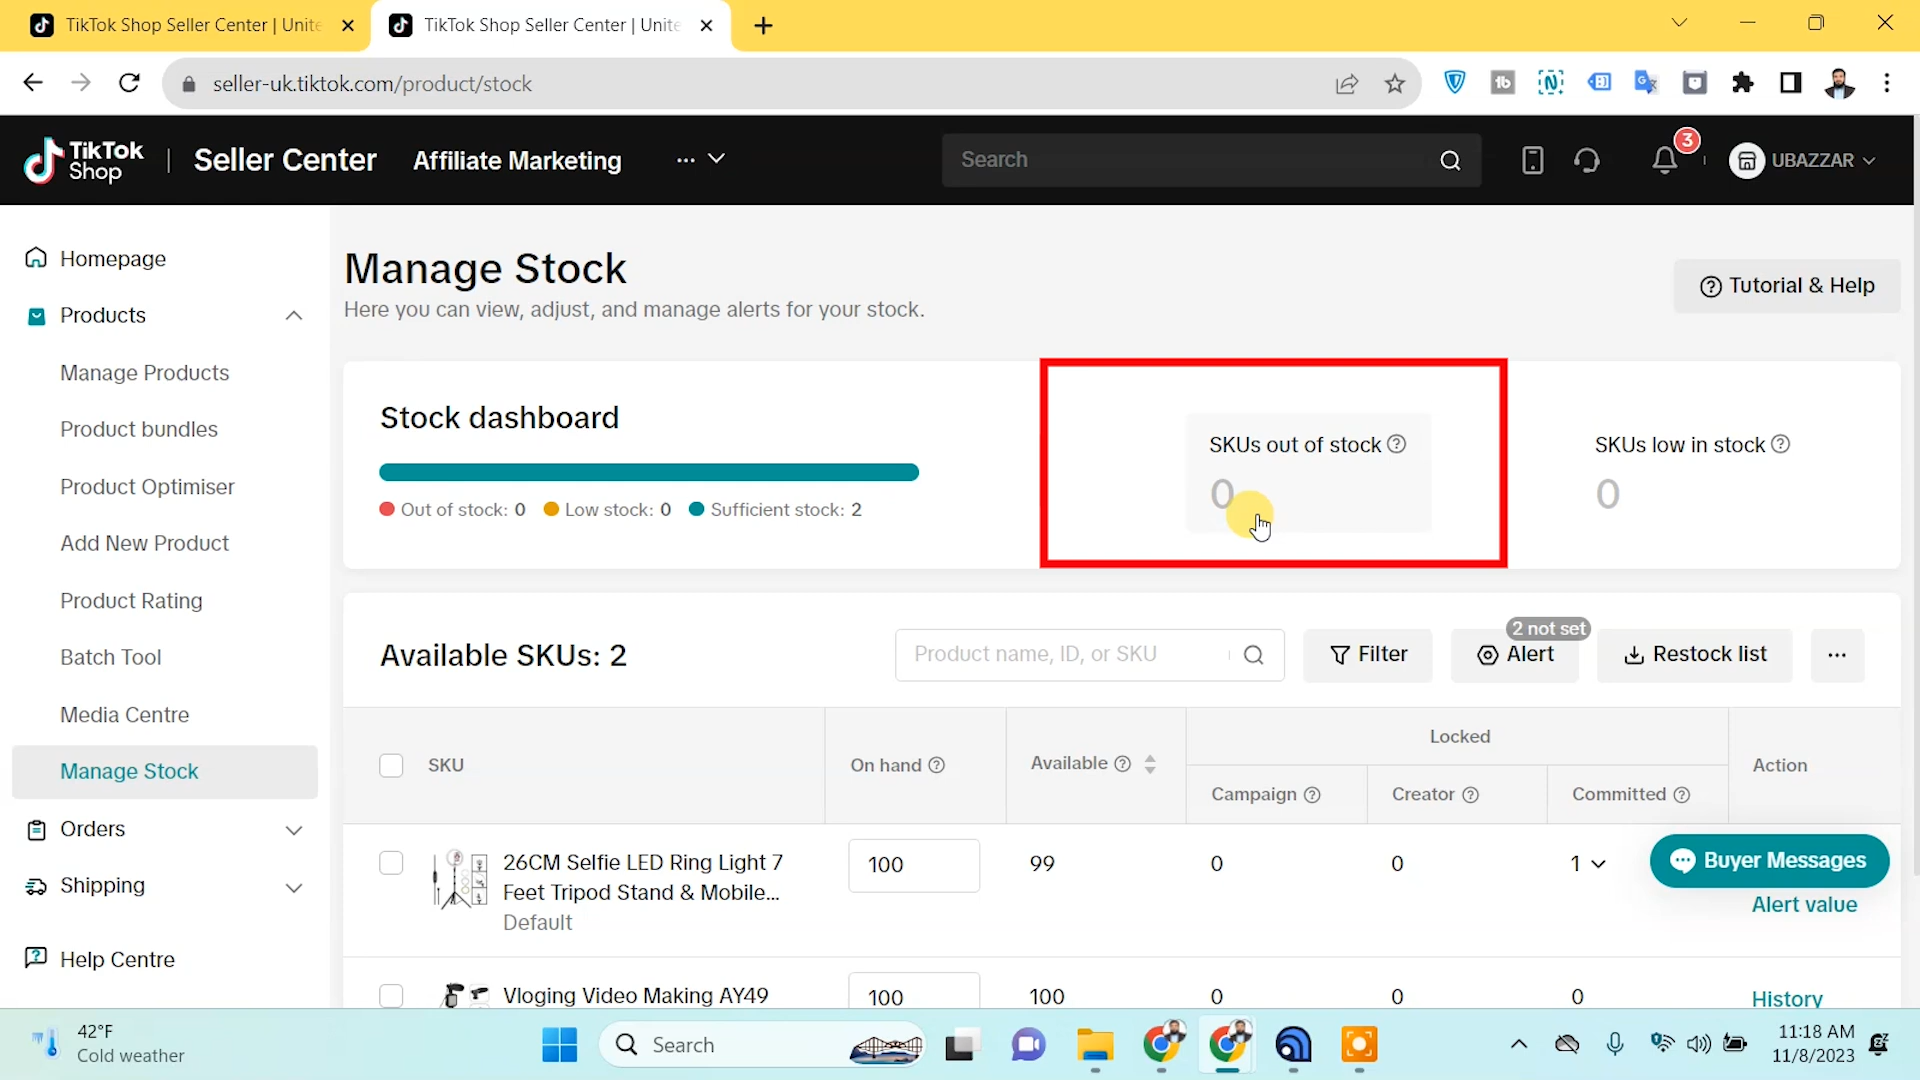 TikTok Shop Seller Center | Unite
TikTok Shop Seller Center | Unite
seller-uk.tiktok.com/product/stock
TikTok Shop | Seller Center Affiliate Marketing ... Search 3 UBAZZAR
Homepage
Products
Manage Products
Product bundles
Product Optimiser
Add New Product
Product Rating
Batch Tool
Media Centre
Manage Stock
Orders
Shipping
Help Centre
Manage Stock
Here you can view, adjust, and manage alerts for your stock.
Tutorial & Help
Stock dashboard
Out of stock: 0 Low stock: 0 Sufficient stock: 2
SKUs out of stock
0
SKUs low in stock
0
Available SKUs: 2
Product name, ID, or SKU
Filter
2 not set
Alert
Restock list
...
SKU On hand Available Locked Action
Campaign Creator Committed
26CM Selfie LED Ring Light 7
Feet Tripod Stand & Mobile...
Default
100 99 0 0 1
Buyer Messages
Alert value
Vloging Video Making AY49 100 100 0 0 0 History
42°F
Cold weather
Search
11:18 AM
11/8/2023